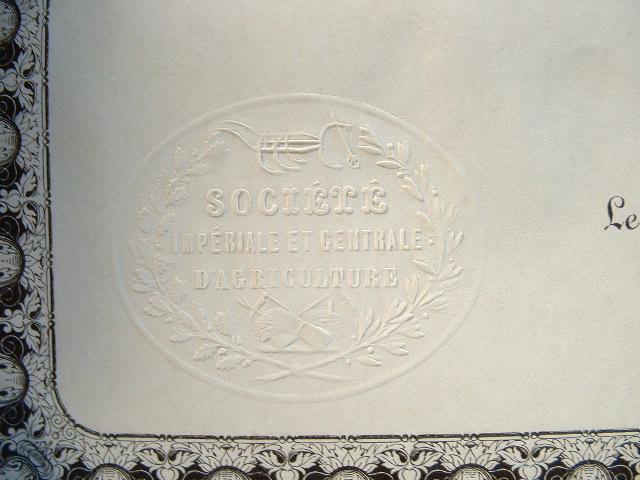 SOCIÉTÉ
IMPÉRIALE ET CENTRALE
D'AGRICULTURE
Le